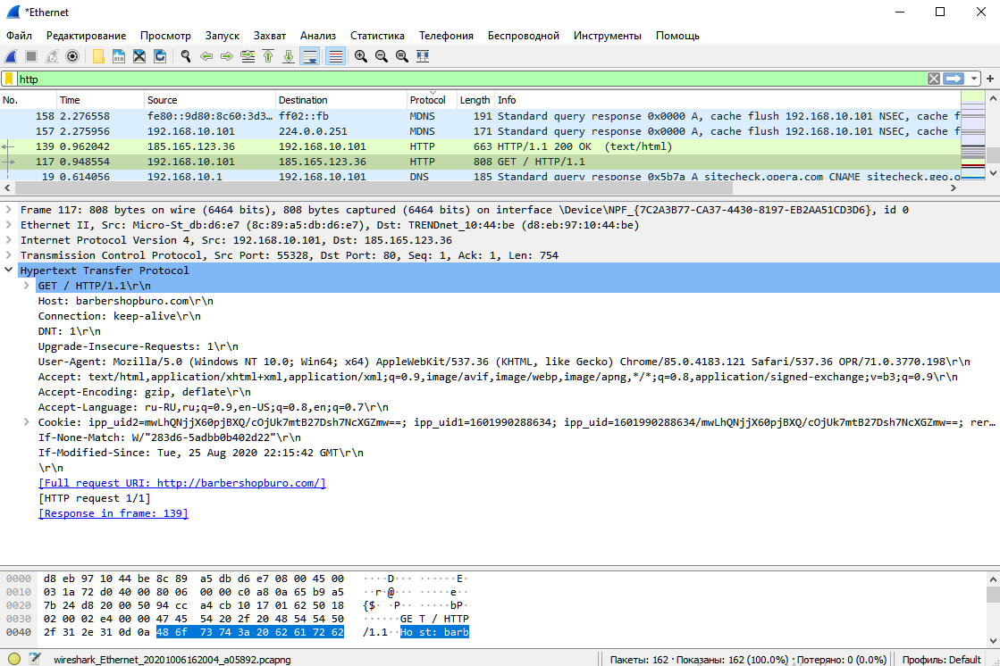 *Ethernet
Файл Редактирование Просмотр Запуск Захват Анализ Статистика Телефония Беспроводной Инструменты Помощь
http
No. Time Source Destination Protocol Length Info
158 2.276558 fe80::9d80:8c60:3d3… ff02::fb MDNS 191 Standard query response 0x0000 A, cache flush 192.168.10.101 NSEC, cache f
157 2.275956 192.168.10.101 224.0.0.251 MDNS 171 Standard query response 0x0000 A, cache flush 192.168.10.101 NSEC, cache f
139 0.962042 185.165.123.36 192.168.10.101 HTTP 663 HTTP/1.1 200 OK (text/html)
117 0.948554 192.168.10.101 185.165.123.36 HTTP 808 GET / HTTP/1.1
19 0.614056 192.168.10.1 192.168.10.101 DNS 185 Standard query response 0x5b7a A sitecheck.opera.com CNAME sitecheck.geo.o
Frame 117: 808 bytes on wire (6464 bits), 808 bytes captured (6464 bits) on interface \Device\NPF_{7C2A3B77-CA37-4430-8197-EB2AA51CD3D6}, id 0
Ethernet II, Src: Micro-St_db:d6:e7 (8c:89:a5:db:d6:e7), Dst: TRENDnet_10:44:be (d8:eb:97:10:44:be)
Internet Protocol Version 4, Src: 192.168.10.101, Dst: 185.165.123.36
Transmission Control Protocol, Src Port: 55328, Dst Port: 80, Seq: 1, Ack: 1, Len: 754
Hypertext Transfer Protocol
GET / HTTP/1.1\r\n
Host: barbershopburo.com\r\n
Connection: keep-alive\r\n
DNT: 1\r\n
Upgrade-Insecure-Requests: 1\r\n
User-Agent: Mozilla/5.0 (Windows NT 10.0; Win64; x64) AppleWebKit/537.36 (KHTML, like Gecko) Chrome/85.0.4183.121 Safari/537.36 OPR/71.0.3770.198\r\n
Accept: text/html,application/xhtml+xml,application/xml;q=0.9,image/avif,image/webp,image/apng,*/*;q=0.8,application/signed-exchange;v=b3;q=0.9\r\n
Accept-Encoding: gzip, deflate\r\n
Accept-Language: ru-RU,ru;q=0.9,en-US;q=0.8,en;q=0.7\r\n
Cookie: ipp_uid2=mwLhQNjjX60pjBXQ/cOjUk7mtB27Dsh7NcXGZmw==; ipp_uid1=1601990288634; ipp_uid=1601990288634/mwLhQNjjX60pjBXQ/cOjUk7mtB27Dsh7NcXGZmw==; rer…
If-None-Match: W/"283d6-5adbb0b402d22"\r\n
If-Modified-Since: Tue, 25 Aug 2020 22:15:42 GMT\r\n
\r\n
[Full request URI: http://barbershopburo.com/]
[HTTP request 1/1]
[Response in frame: 139]
0000 d8 eb 97 10 44 be 8c 89 a5 db d6 e7 08 00 45 00 ····D··· ······E·
0010 03 1a 72 d0 40 00 80 06 00 00 c0 a8 0a 65 b9 a5 ··r·@··· ·····e··
0020 7b 24 d8 20 00 50 94 cc a4 cb 10 17 01 62 50 18 {$· ·P·· ·····bP·
0030 02 00 02 e4 00 00 47 45 54 20 2f 20 48 54 54 50 ······GE T / HTTP
0040 2f 31 2e 31 0d 0a 48 6f 73 74 3a 20 62 61 72 62 /1.1··Ho st: barb
wireshark_Ethernet_20201006162004_a05892.pcapng Пакеты: 162 · Показаны: 162 (100.0%) · Потеряно: 0 (0.0%) Профиль: Default